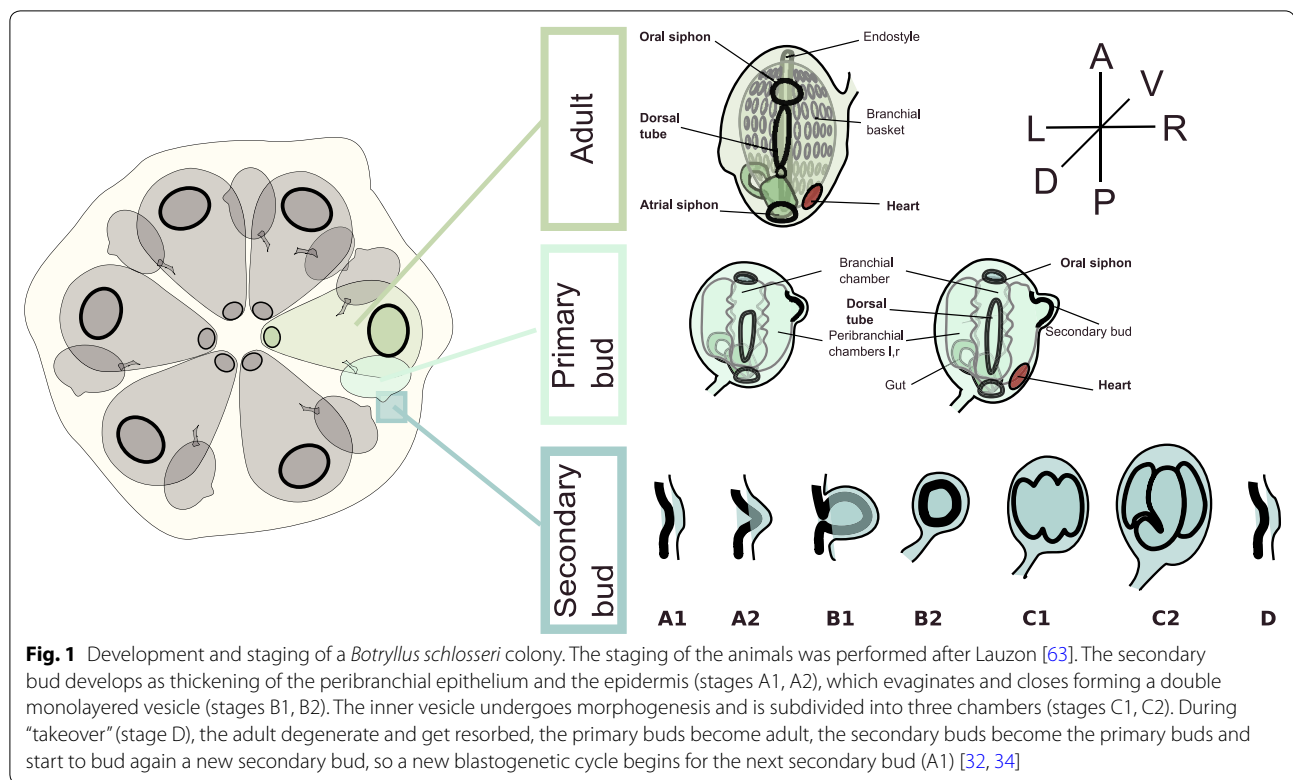 Adult
Oral siphon
Endostyle
Dorsal
tube
Branchial
basket
Atrial siphon
Heart
A
V
L
R
D
P
Primary
bud
Branchial
chamber
Oral siphon
Dorsal
tube
Peribranchial
chambers l,r
Secondary bud
Gut
Heart
Secondary
bud
A1 A2 B1 B2 C1 C2 D
Fig. 1 Development and staging of a Botryllus schlosseri colony. The staging of the animals was performed after Lauzon [63]. The secondary
bud develops as thickening of the peribranchial epithelium and the epidermis (stages A1, A2), which evaginates and closes forming a double
monolayered vesicle (stages B1, B2). The inner vesicle undergoes morphogenesis and is subdivided into three chambers (stages C1, C2). During
“takeover” (stage D), the adult degenerate and get resorbed, the primary buds become adult, the secondary buds become the primary buds and
start to bud again a new secondary bud, so a new blastogenetic cycle begins for the next secondary bud (A1) [32, 34]